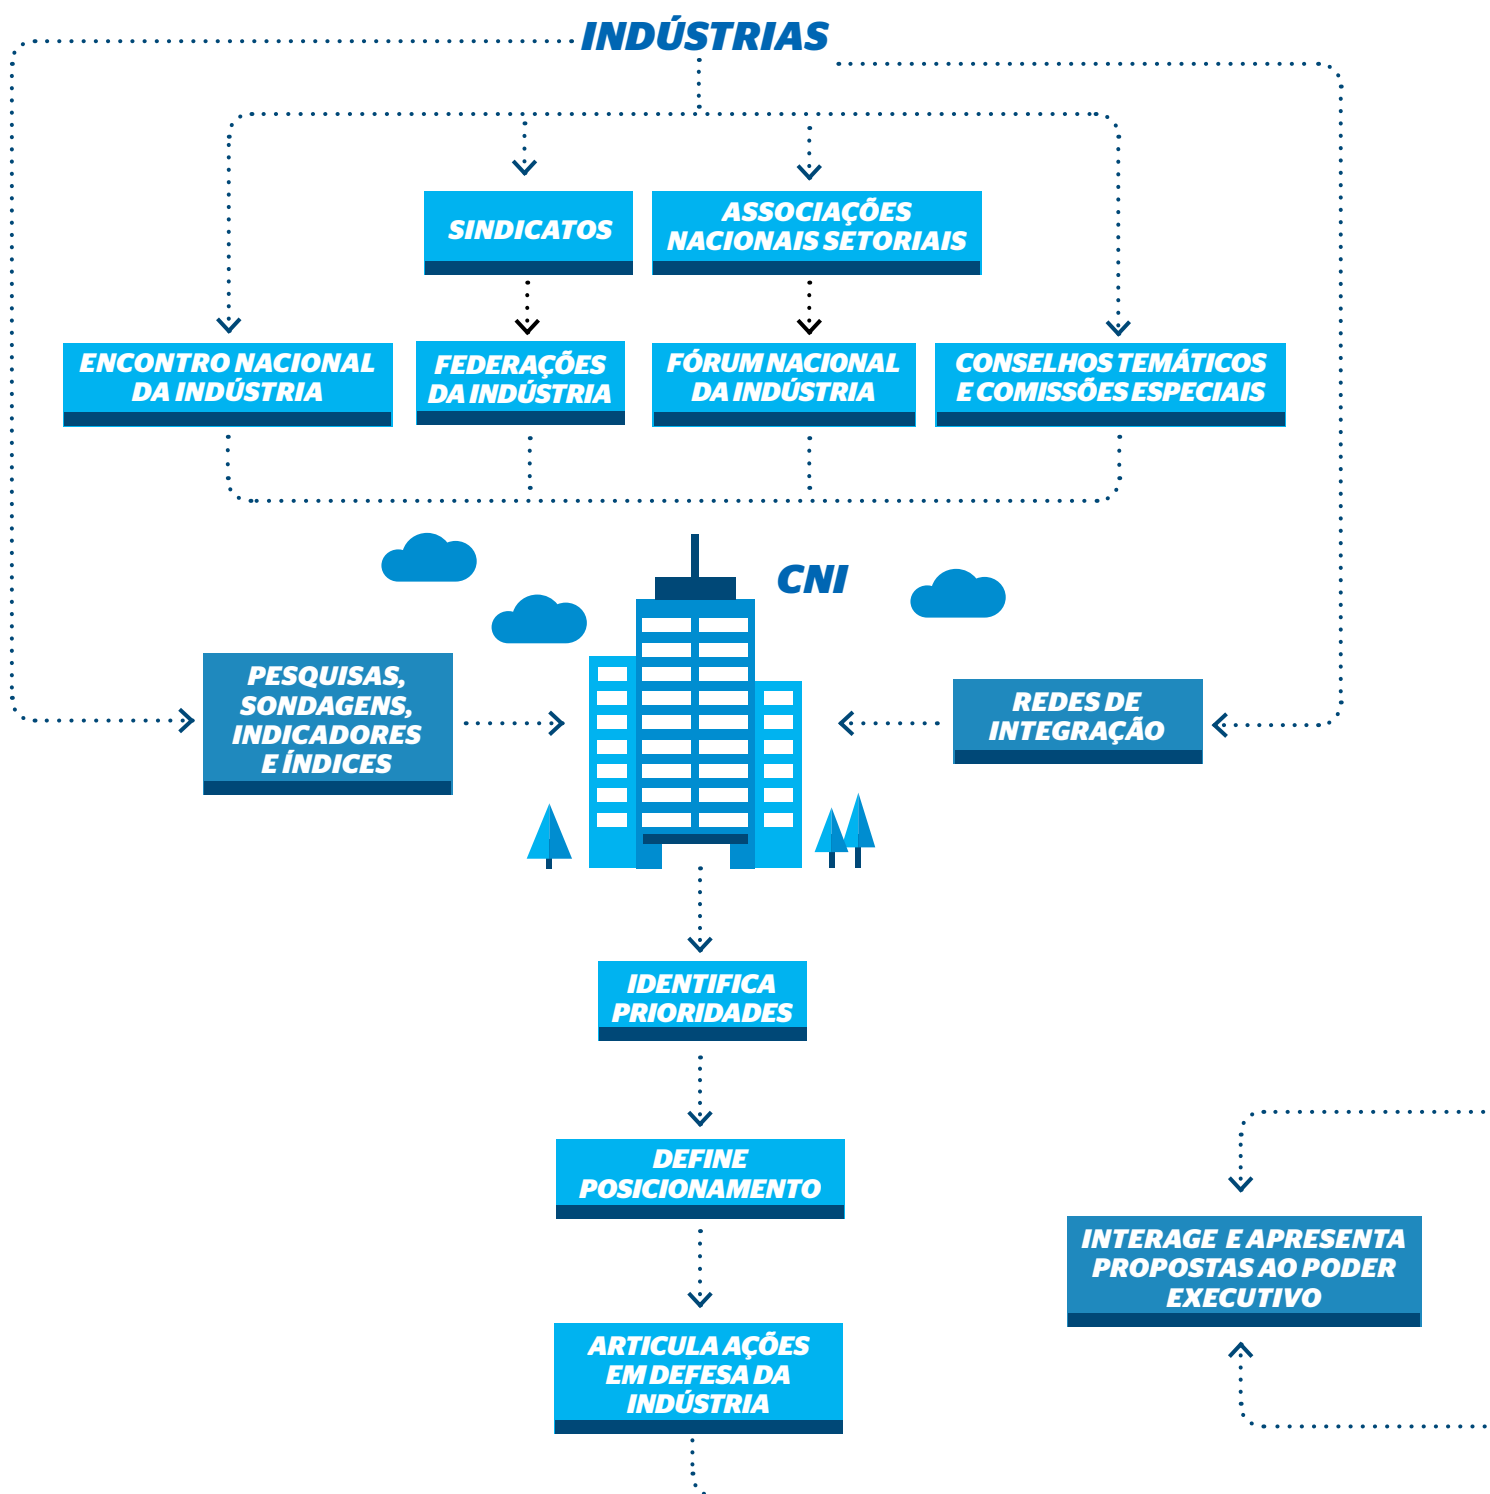 INDÚSTRIAS
SINDICATOS
ASSOCIAÇÕES
NACIONAIS SETORIAIS
ENCONTRO NACIONAL
DA INDÚSTRIA
FEDERAÇÕES
DA INDÚSTRIA
FÓRUM NACIONAL
DA INDÚSTRIA
CONSELHOS TEMÁTICOS
E COMISSÕES ESPECIAIS
CNI
PESQUISAS,
SONDAGENS,
INDICADORES
E ÍNDICES
REDES DE
INTEGRAÇÃO
IDENTIFICA
PRIORIDADES
DEFINE
POSICIONAMENTO
INTERAGE E APRESENTA
PROPOSTAS AO PODER
EXECUTIVO
ARTICULA AÇÕES
EM DEFESA DA
INDÚSTRIA